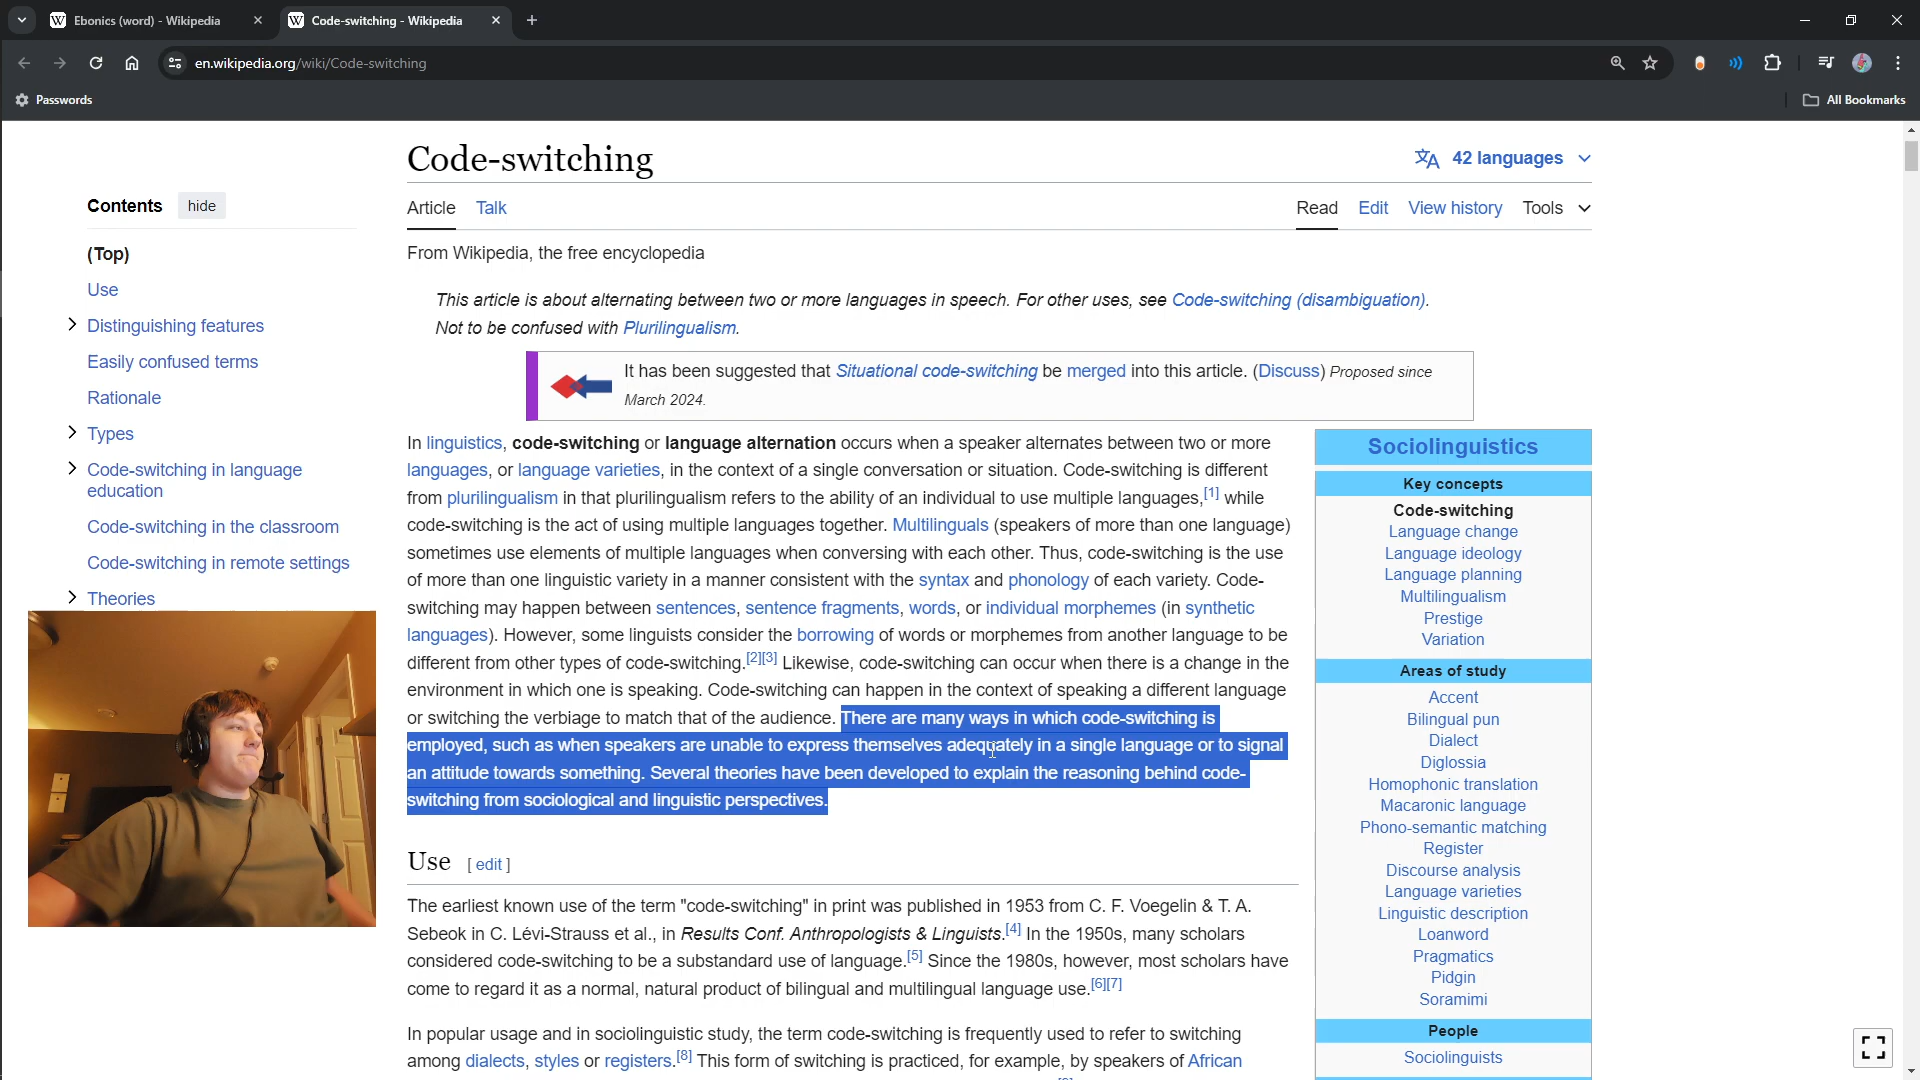 Ebonics (word) - Wikipedia
Code-switching - Wikipedia
en.wikipedia.org/wiki/Code-switching
Passwords
All Bookmarks
Contents hide
(Top)
Use
Distinguishing features
Easily confused terms
Rationale
Types
Code-switching in language
education
Code-switching in the classroom
Code-switching in remote settings
Theories
Code-switching
42 languages
Article Talk
Read Edit View history Tools
From Wikipedia, the free encyclopedia
This article is about alternating between two or more languages in speech. For other uses, see Code-switching (disambiguation).
Not to be confused with Plurilingualism.
It has been suggested that Situational code-switching be merged into this article. (Discuss) Proposed since
March 2024.
In linguistics, code-switching or language alternation occurs when a speaker alternates between two or more
languages, or language varieties, in the context of a single conversation or situation. Code-switching is different
from plurilingualism in that plurilingualism refers to the ability of an individual to use multiple languages,[1] while
code-switching is the act of using multiple languages together. Multilinguals (speakers of more than one language)
sometimes use elements of multiple languages when conversing with each other. Thus, code-switching is the use
of more than one linguistic variety in a manner consistent with the syntax and phonology of each variety. Code-
switching may happen between sentences, sentence fragments, words, or individual morphemes (in synthetic
languages). However, some linguists consider the borrowing of words or morphemes from another language to be
different from other types of code-switching.[2][3] Likewise, code-switching can occur when there is a change in the
environment in which one is speaking. Code-switching can happen in the context of speaking a different language
or switching the verbiage to match that of the audience. There are many ways in which code-switching is
employed, such as when speakers are unable to express themselves adequately in a single language or to signal
an attitude towards something. Several theories have been developed to explain the reasoning behind code-
switching from sociological and linguistic perspectives.
Use [ edit ]
The earliest known use of the term "code-switching" in print was published in 1953 from C. F. Voegelin & T. A.
Sebeok in C. Lévi-Strauss et al., in Results Conf. Anthropologists & Linguists.[4] In the 1950s, many scholars
considered code-switching to be a substandard use of language.[5] Since the 1980s, however, most scholars have
come to regard it as a normal, natural product of bilingual and multilingual language use.[6][7]
In popular usage and in sociolinguistic study, the term code-switching is frequently used to refer to switching
among dialects, styles or registers.[8] This form of switching is practiced, for example, by speakers of African
Sociolinguistics
Key concepts
Code-switching
Language change
Language ideology
Language planning
Multilingualism
Prestige
Variation
Areas of study
Accent
Bilingual pun
Dialect
Diglossia
Homophonic translation
Macaronic language
Phono-semantic matching
Register
Discourse analysis
Language varieties
Linguistic description
Loanword
Pragmatics
Pidgin
Soramimi
People
Sociolinguists